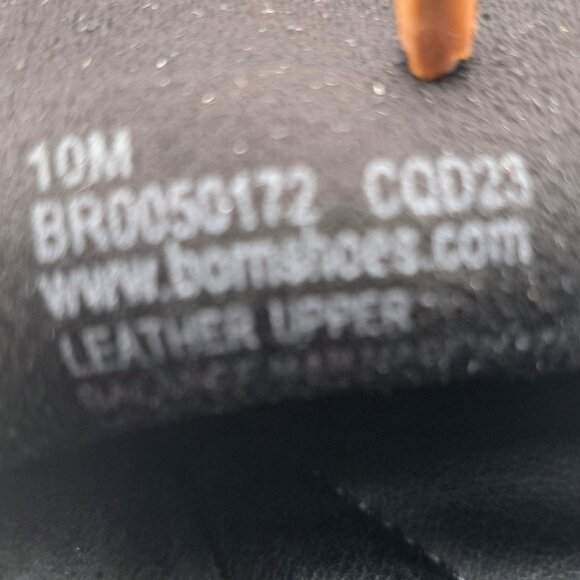 10M
BR0050172 CQD23
www.bornshoes.com
LEATHER UPPER